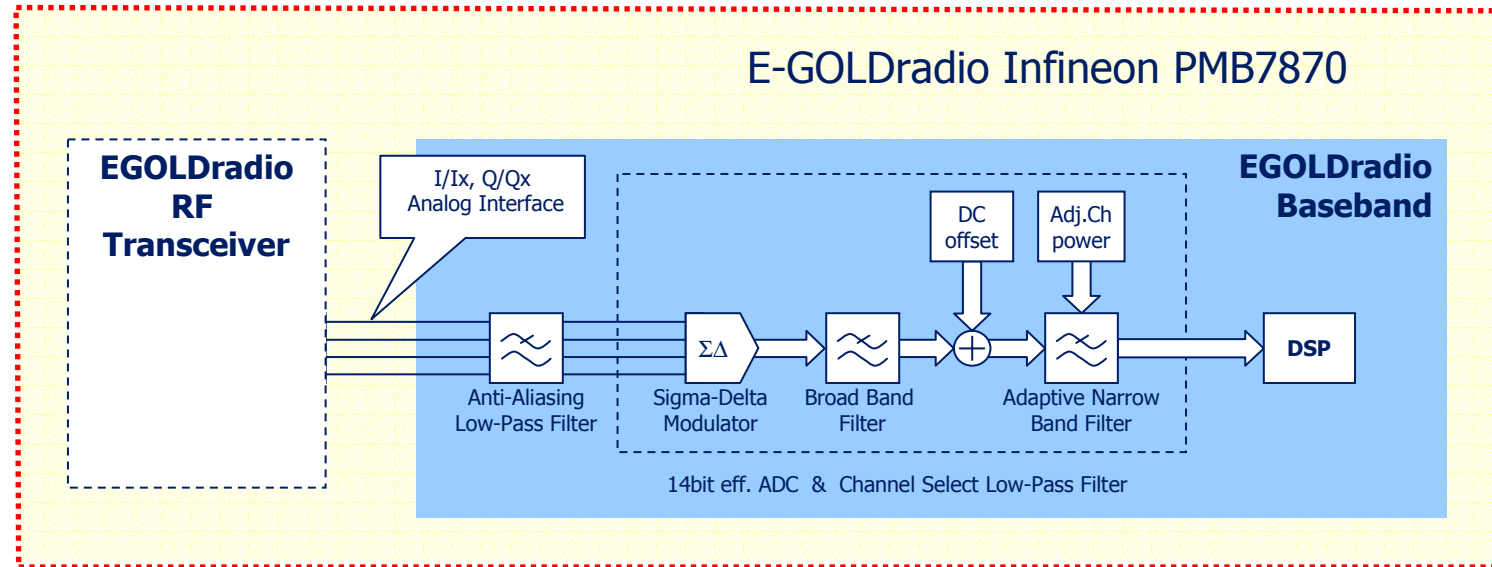 E-GOLDradio Infineon PMB7870
EGOLDradio
RF
Transceiver
I/Ix, Q/Qx
Analog Interface
EGOLDradio
Baseband
DC
offset
Adj.Ch
power
ΣΔ
DSP
Anti-Aliasing
Low-Pass Filter
Sigma-Delta
Modulator
Broad Band
Filter
Adaptive Narrow
Band Filter
14bit eff. ADC & Channel Select Low-Pass Filter